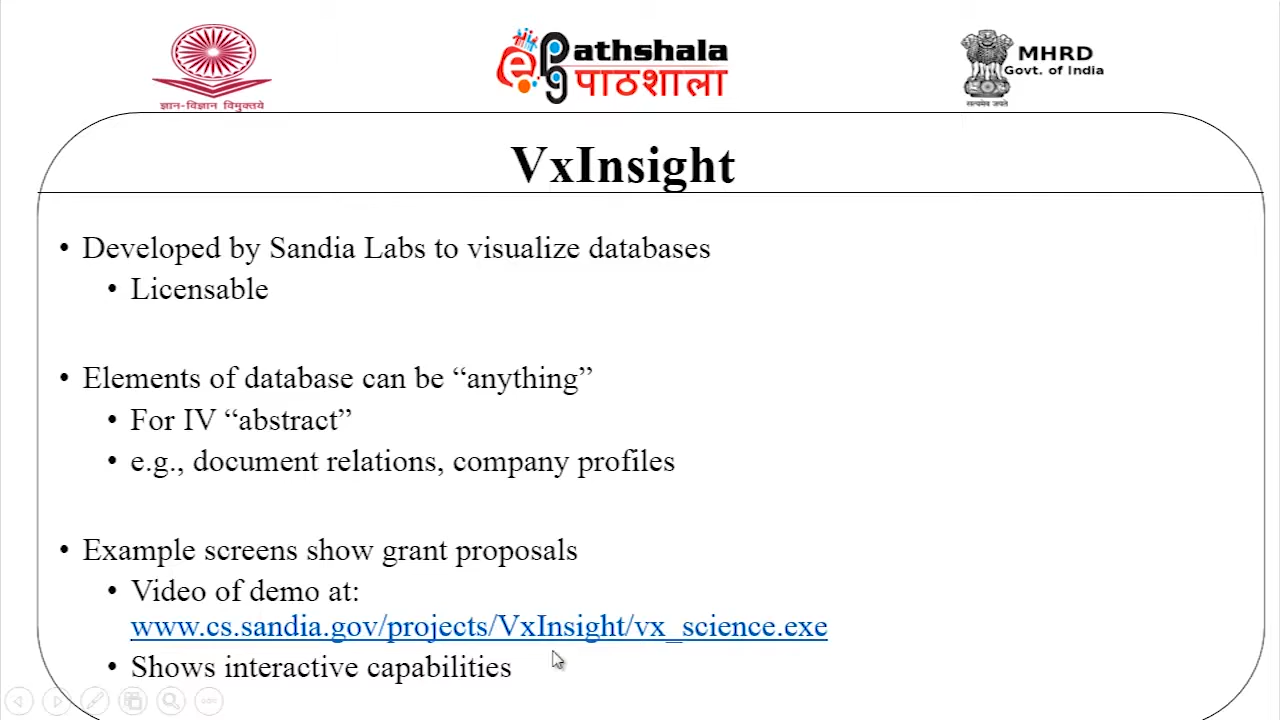 ज्ञान-विज्ञान विमुक्तये
e pg Pathshala
पाठशाला
सत्यमेव जयते
MHRD
Govt. of India
VxInsight
• Developed by Sandia Labs to visualize databases
• Licensable
• Elements of database can be “anything”
• For IV “abstract”
• e.g., document relations, company profiles
• Example screens show grant proposals
• Video of demo at:
www.cs.sandia.gov/projects/VxInsight/vx_science.exe
• Shows interactive capabilities